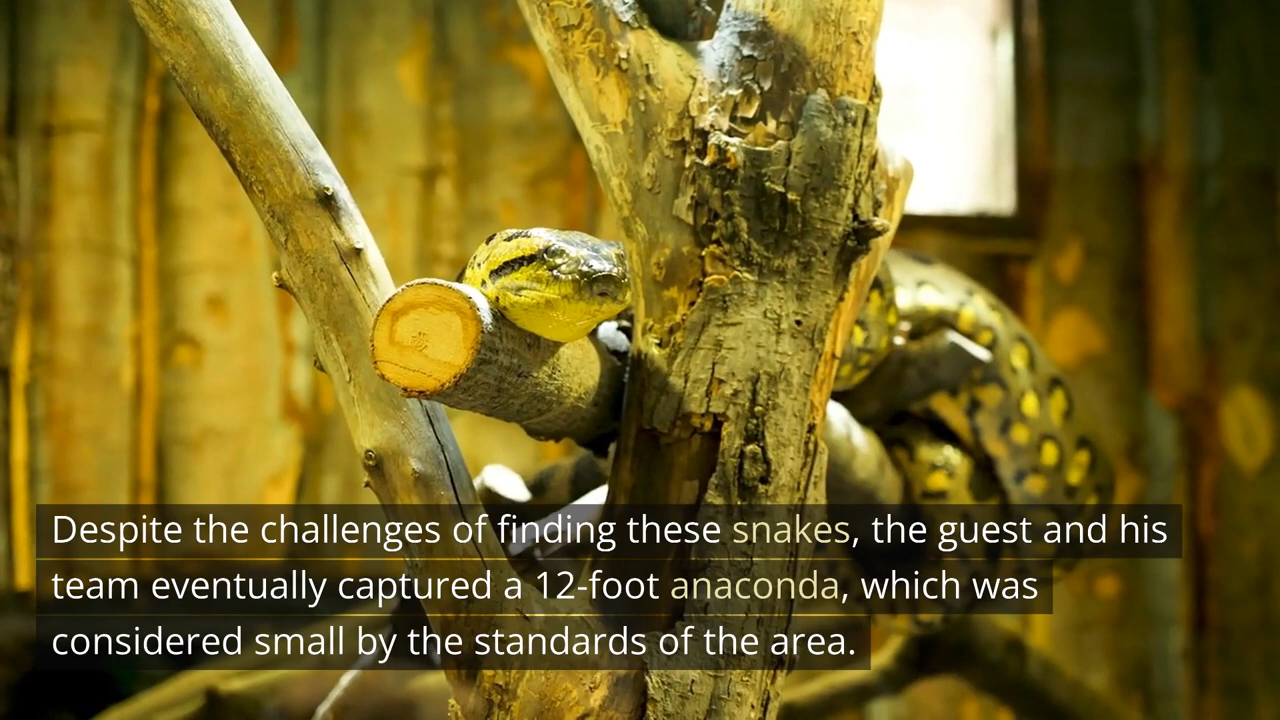 Despite the challenges of finding these snakes, the guest and his
team eventually captured a 12-foot anaconda, which was
considered small by the standards of the area.